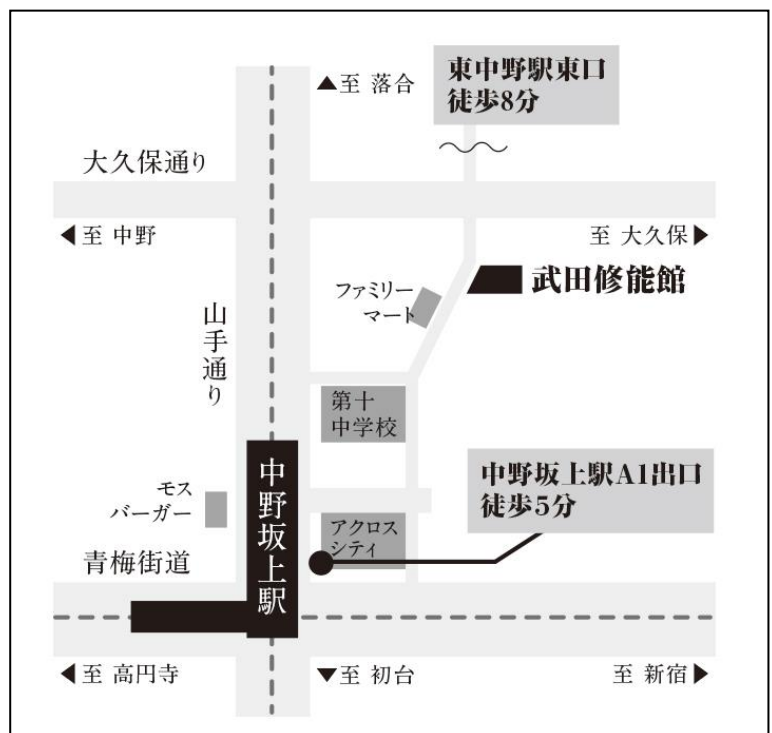 ▲至 落合
東中野駅東口
徒歩8分
大久保通り
◀至 中野
至 大久保▶
武田修能館
ファミリー
マート
山手通り
第十
中学校
中野坂上駅
中野坂上駅A1出口
徒歩5分
モス
バーガー
アクロス
シティ
青梅街道
◀至 高円寺
▼至 初台
至 新宿▶